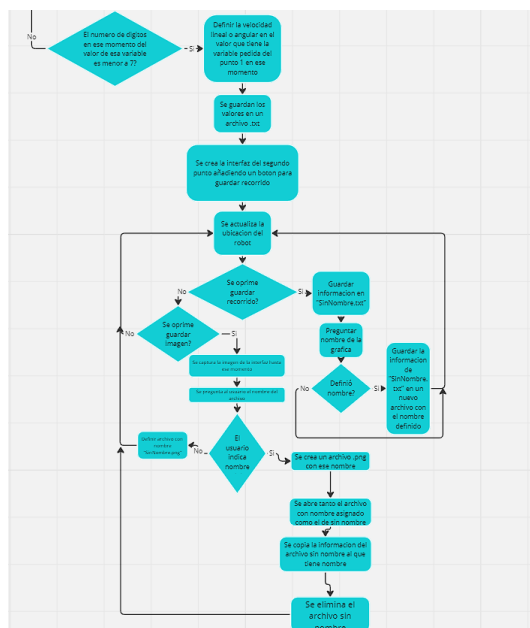 No
El numero de digitos
en ese momento del
valor de esa variable
es menor a 7?
Si
Definir la velocidad
lineal o angular en el
valor que tiene la
variable pedida del
punto 1 en ese
momento
Se guardan los
valores en un
archivo .txt
Se crea la interfaz del segundo
punto añadiendo un boton para
guardar recorrido
Se actualiza la
ubicacion del
robot
Se oprime
guardar
recorrido?
No
Si
Guardar
informacion en
"SinNombre.txt"
Se oprime
guardar
imagen?
No
Si
Preguntar
nombre de la
grafica
Se captura la imagen de la interfaz hasta
ese momento
Se pregunta al usuario el nombre del
archivo
Definió
nombre?
No
Si
Guardar la
informacion
de
"SinNombre.
txt" en un
nuevo
archivo con
el nombre
definido
El
usuario
indica
nombre
No
Si
Definir archivo con
nombre
"SinNombre.png"
Se crea un archivo .png
con ese nombre
Se abre tanto el archivo
con nombre asignado
como el de sin nombre
Se copia la informacion del
archivo sin nombre al que
tiene nombre
Se elimina el
archivo sin
nombre